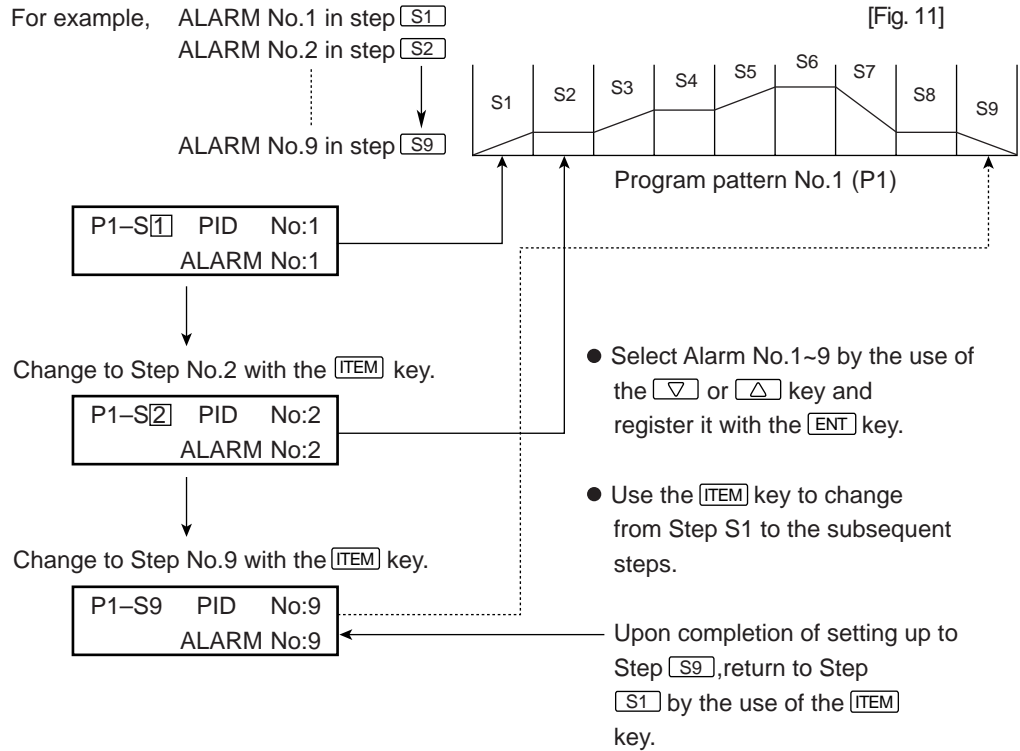 For example, ALARM No.1 in step S1
ALARM No.2 in step S2
ALARM No.9 in step S9
[Fig. 11]
S1 S2 S3 S4 S5 S6 S7 S8 S9
Program pattern No.1 (P1)
P1–S1 PID No:1
ALARM No:1
Change to Step No.2 with the ITEM key.
P1–S2 PID No:2
ALARM No:2
Change to Step No.9 with the ITEM key.
P1–S9 PID No:9
ALARM No:9
● Select Alarm No.1~9 by the use of
the ▽ or △ key and
register it with the ENT key.
● Use the ITEM key to change
from Step S1 to the subsequent
steps.
Upon completion of setting up to
Step S9 ,return to Step
S1 by the use of the ITEM
key.